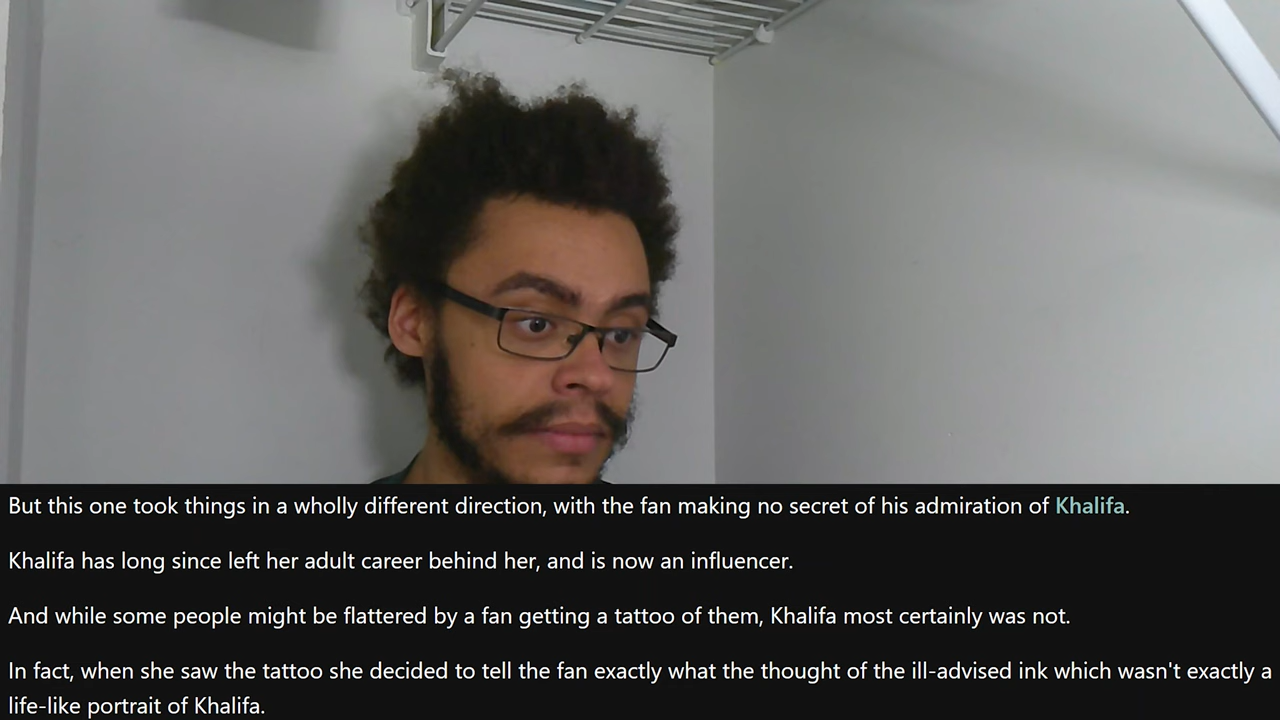 But this one took things in a wholly different direction, with the fan making no secret of his admiration of Khalifa.
Khalifa has long since left her adult career behind her, and is now an influencer.
And while some people might be flattered by a fan getting a tattoo of them, Khalifa most certainly was not.
In fact, when she saw the tattoo she decided to tell the fan exactly what the thought of the ill-advised ink which wasn't exactly a
life-like portrait of Khalifa.